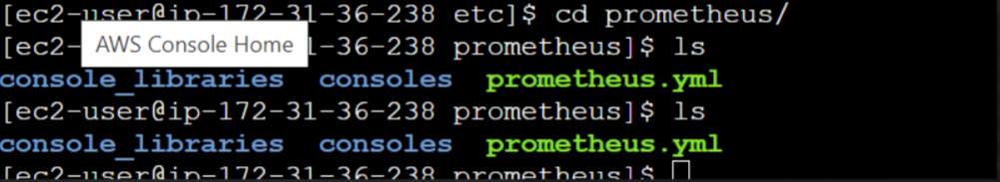 [ec2-user@ip-172-31-36-238 etc]$ cd prometheus/
[ec2- -31-36-238 prometheus]$ ls
AWS Console Home
console_libraries consoles prometheus.yml
[ec2-user@ip-172-31-36-238 prometheus]$ ls
console_libraries consoles prometheus.yml
[ec2-user@ip-172-31-36-238 prometheus]$